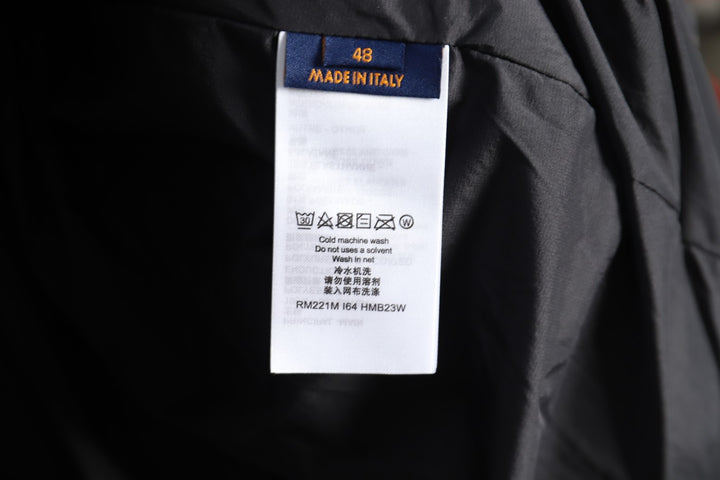 48
MADE IN ITALY
30 W
Cold machine wash
Do not uses a solvent
Wash in net
冷水机洗
请勿使用溶剂
装入网布洗涤
RM221M I64 HMB23W